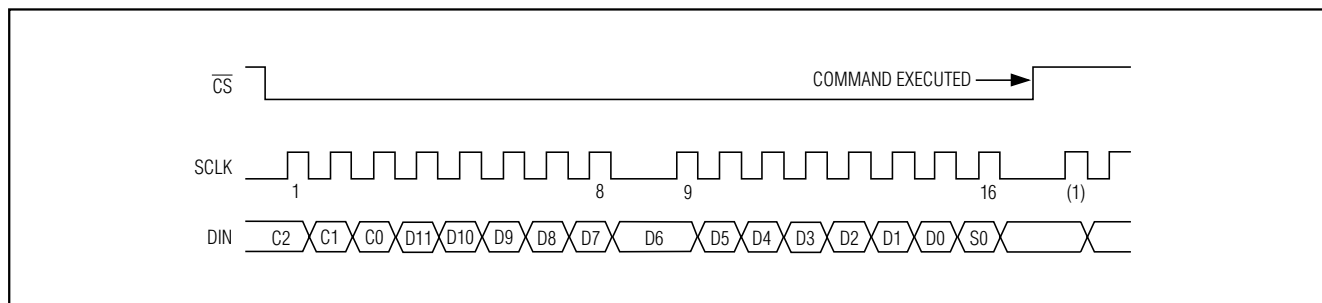 C̅S̅
COMMAND EXECUTED
SCLK
1 8 9 16 (1)
DIN C2 C1 C0 D11 D10 D9 D8 D7 D6 D5 D4 D3 D2 D1 D0 S0